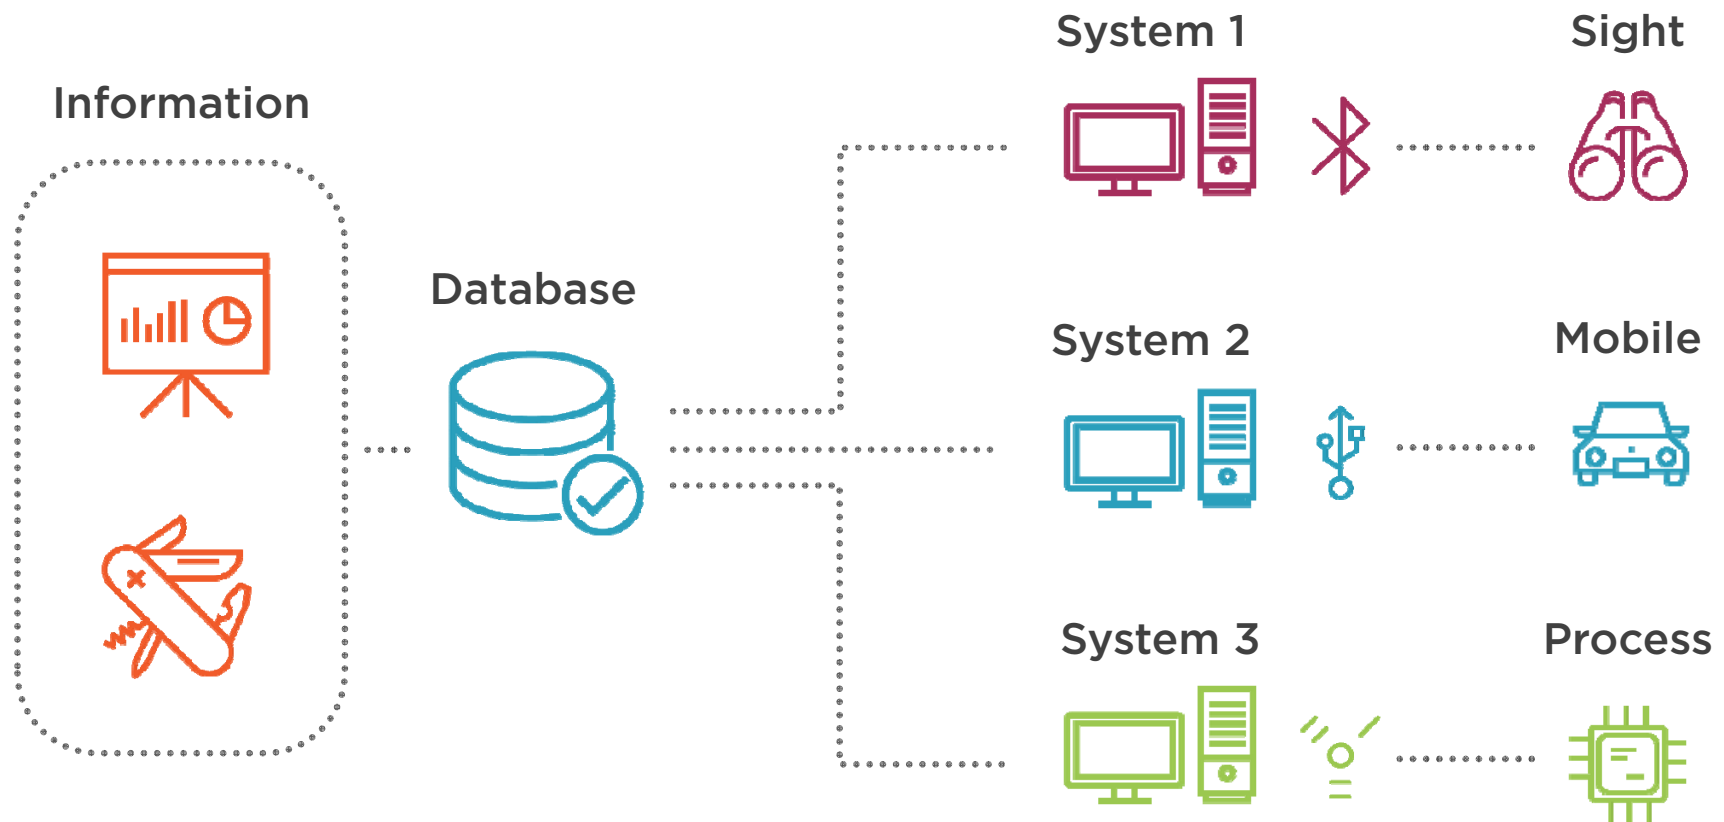 Information
Database
System 1
Sight
System 2
Mobile
System 3
Process